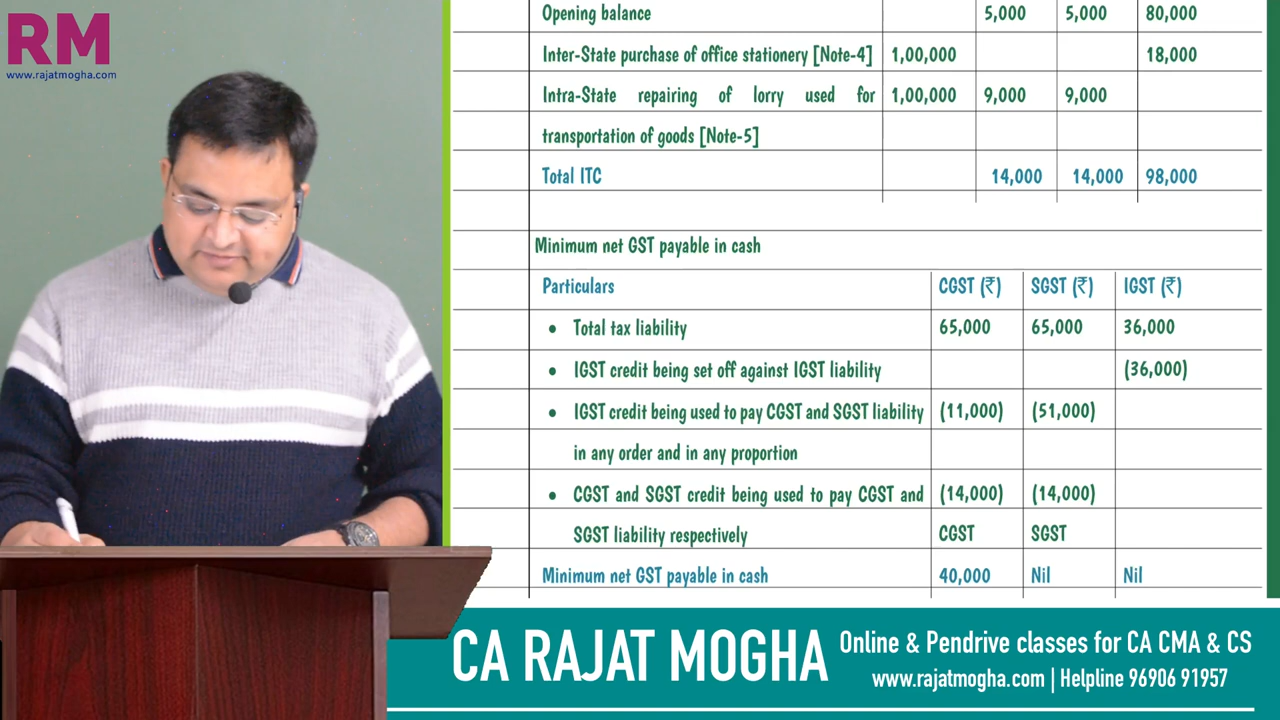 RM
www.rajatmogha.com
Opening balance 5,000 5,000 80,000
Inter-State purchase of office stationery [Note-4] 1,00,000 18,000
Intra-State repairing of lorry used for 1,00,000 9,000 9,000
transportation of goods [Note-5]
Total ITC 14,000 14,000 98,000
Minimum net GST payable in cash
Particulars CGST (₹) SGST (₹) IGST (₹)
• Total tax liability 65,000 65,000 36,000
• IGST credit being set off against IGST liability (36,000)
• IGST credit being used to pay CGST and SGST liability (11,000) (51,000)
in any order and in any proportion
• CGST and SGST credit being used to pay CGST and (14,000) (14,000)
SGST liability respectively CGST SGST
Minimum net GST payable in cash 40,000 Nil Nil
CA RAJAT MOGHA
Online & Pendrive classes for CA CMA & CS
www.rajatmogha.com | Helpline 96906 91957